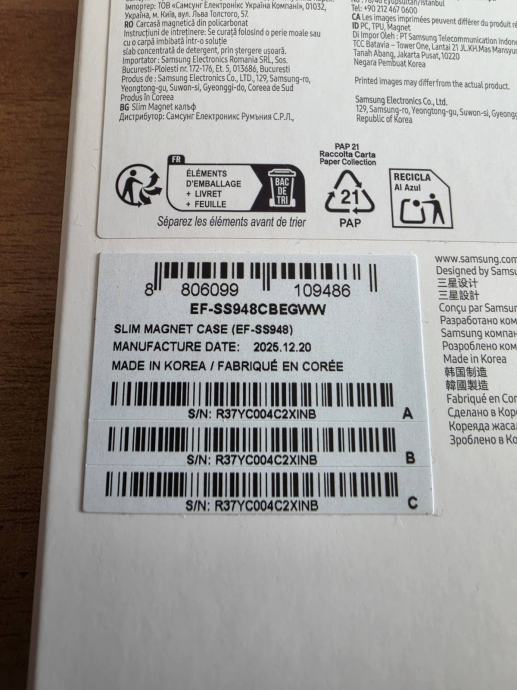 Імпортер: ТОВ «Самсунг Електронікс Україна Компані», 01032,
Україна, м. Київ, вул. Льва Толстого, 57.
RO Carcasă magnetică din policarbonat
Instrucțiuni de întreținere: Se curăță folosind o perie moale sau
cu o cârpă îmbibată într-o soluție
slab concentrată de detergent, prin ștergere ușoară.
Importator: Samsung Electronics Romania SRL, Sos.
Bucuresti-Ploiesti nr. 172-176, Et. 5, 013686, Bucuresti
Produs de: Samsung Electronics Co., LTD, 129, Samsung-ro,
Yeongtong-gu, Suwon-si, Gyeonggi-do, Coreea de Sud
Produs în Coreea
BG Slim Magnet калъф
Дистрибутор: Самсунг Електроникс Румъния С.Р.Л.,
Tel: +90 212 467 0600
CA Les images imprimées peuvent différer du produit
ID PC, TPU, Magnet
Di Impor Oleh : PT Samsung Telecommunication
TCC Batavia – Tower One, Lantai 21 JL.KH.Mas
Tanah Abang, Jakarta Pusat, 10220
Negara Pembuat Korea
Printed images may differ from the actual product.
Samsung Electronics Co., Ltd.
129, Samsung-ro, Yeongtong-gu, Suwon-si,
Republic of Korea
FR
ÉLÉMENTS
D'EMBALLAGE
+ LIVRET
+ FEUILLE
BAC
DE
TRI
Séparez les éléments avant de trier
PAP 21
Raccolta Carta
Paper Collection
21
PAP
RECICLA
Al Azul
8 806099 109486
EF-SS948CBEGWW
SLIM MAGNET CASE (EF-SS948)
MANUFACTURE DATE: 2025.12.20
MADE IN KOREA / FABRIQUÉ EN CORÉE
S/N: R37YC004C2XINB A
S/N: R37YC004C2XINB B
S/N: R37YC004C2XINB C
www.samsung.com
Designed by
三星设计
三星設計
Conçu par
Разработано
Samsung
Розроблено
Made in Korea
韩国制造
韓國製造
Fabriqué en
Сделано в
Кореяда
Зроблено в